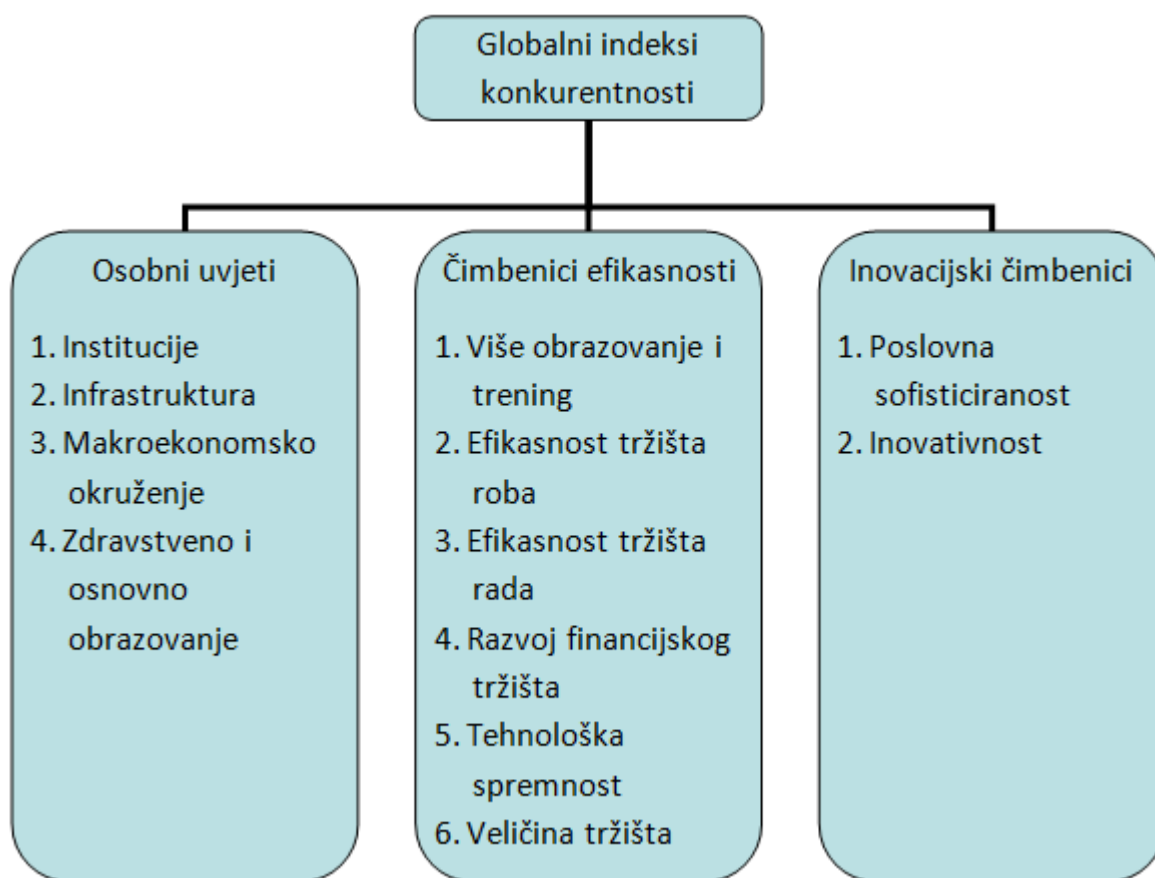 Globalni indeksi
konkurentnosti
Osobni uvjeti
1. Institucije
2. Infrastruktura
3. Makroekonomsko
okruženje
4. Zdravstveno i
osnovno
obrazovanje
Čimbenici efikasnosti
1. Više obrazovanje i
trening
2. Efikasnost tržišta
roba
3. Efikasnost tržišta
rada
4. Razvoj financijskog
tržišta
5. Tehnološka
spremnost
6. Veličina tržišta
Inovacijski čimbenici
1. Poslovna
sofisticiranost
2. Inovativnost